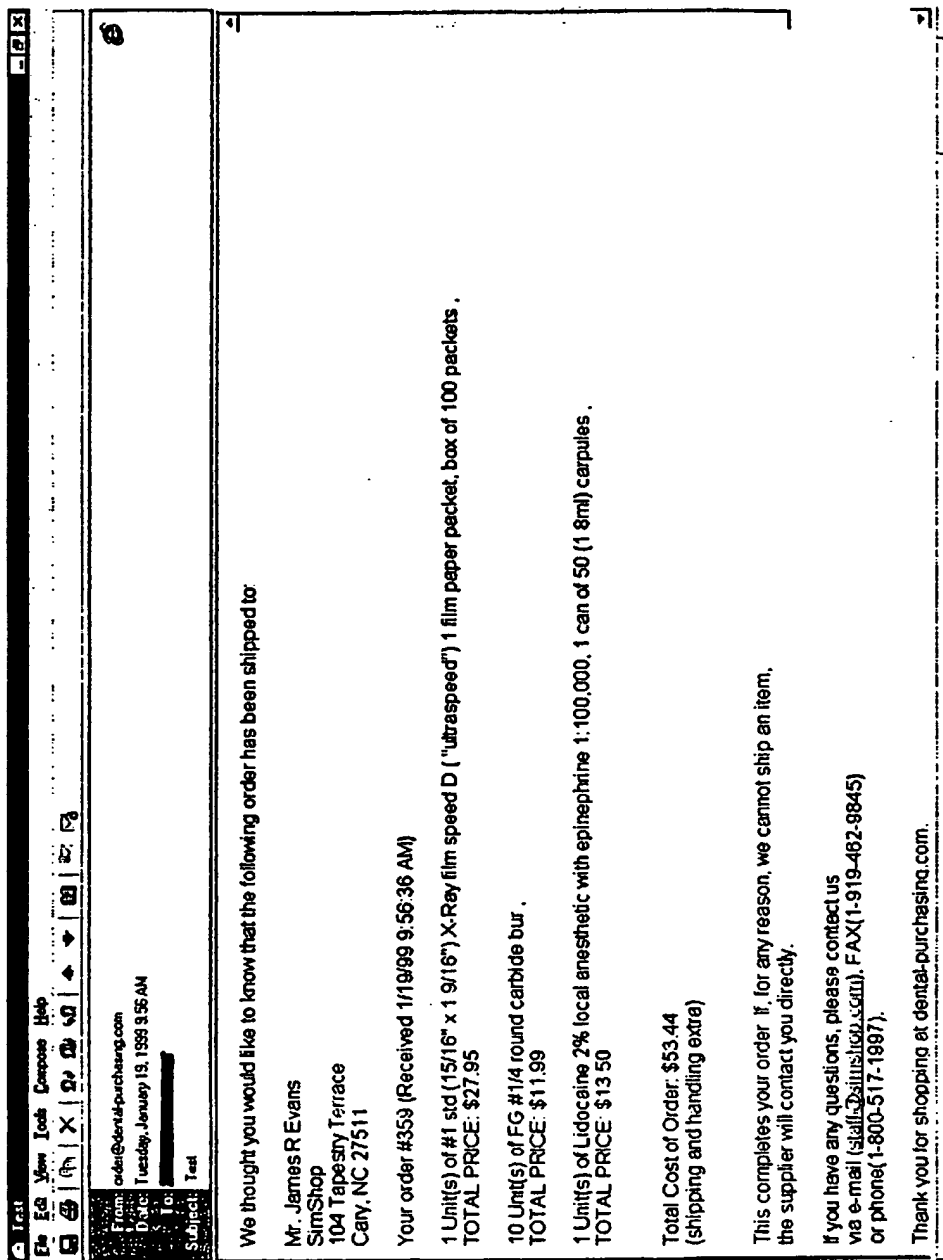 Test
File Edit View Tools Compose Help
From: order@dental-purchasing.com
Date: Tuesday, January 19, 1999 9:56 AM
To:
Subject: Test
We thought you would like to know that the following order has been shipped to:
Mr. James R Evans
SimShop
104 Tapestry Terrace
Cary, NC 27511
Your order #359 (Received 1/19/99 9:56:36 AM)
1 Unit(s) of #1 std (15/16" x 1 9/16") X-Ray film speed D ( "ultraspeed") 1 film paper packet, box of 100 packets ,
TOTAL PRICE: $27.95
10 Unit(s) of FG #1/4 round carbide bur ,
TOTAL PRICE: $11.99
1 Unit(s) of Lidocaine 2% local anesthetic with epinephrine 1:100,000, 1 can of 50 (1 8ml) carpules ,
TOTAL PRICE $13 50
Total Cost of Order: $53.44
(shipping and handling extra)
This completes your order If, for any reason, we cannot ship an item,
the supplier will contact you directly.
If you have any questions, please contact us
via e-mail (staff@simshop.com), FAX(1-919-462-9845)
or phone(1-800-517-1997).
Thank you for shopping at dental-purchasing.com.